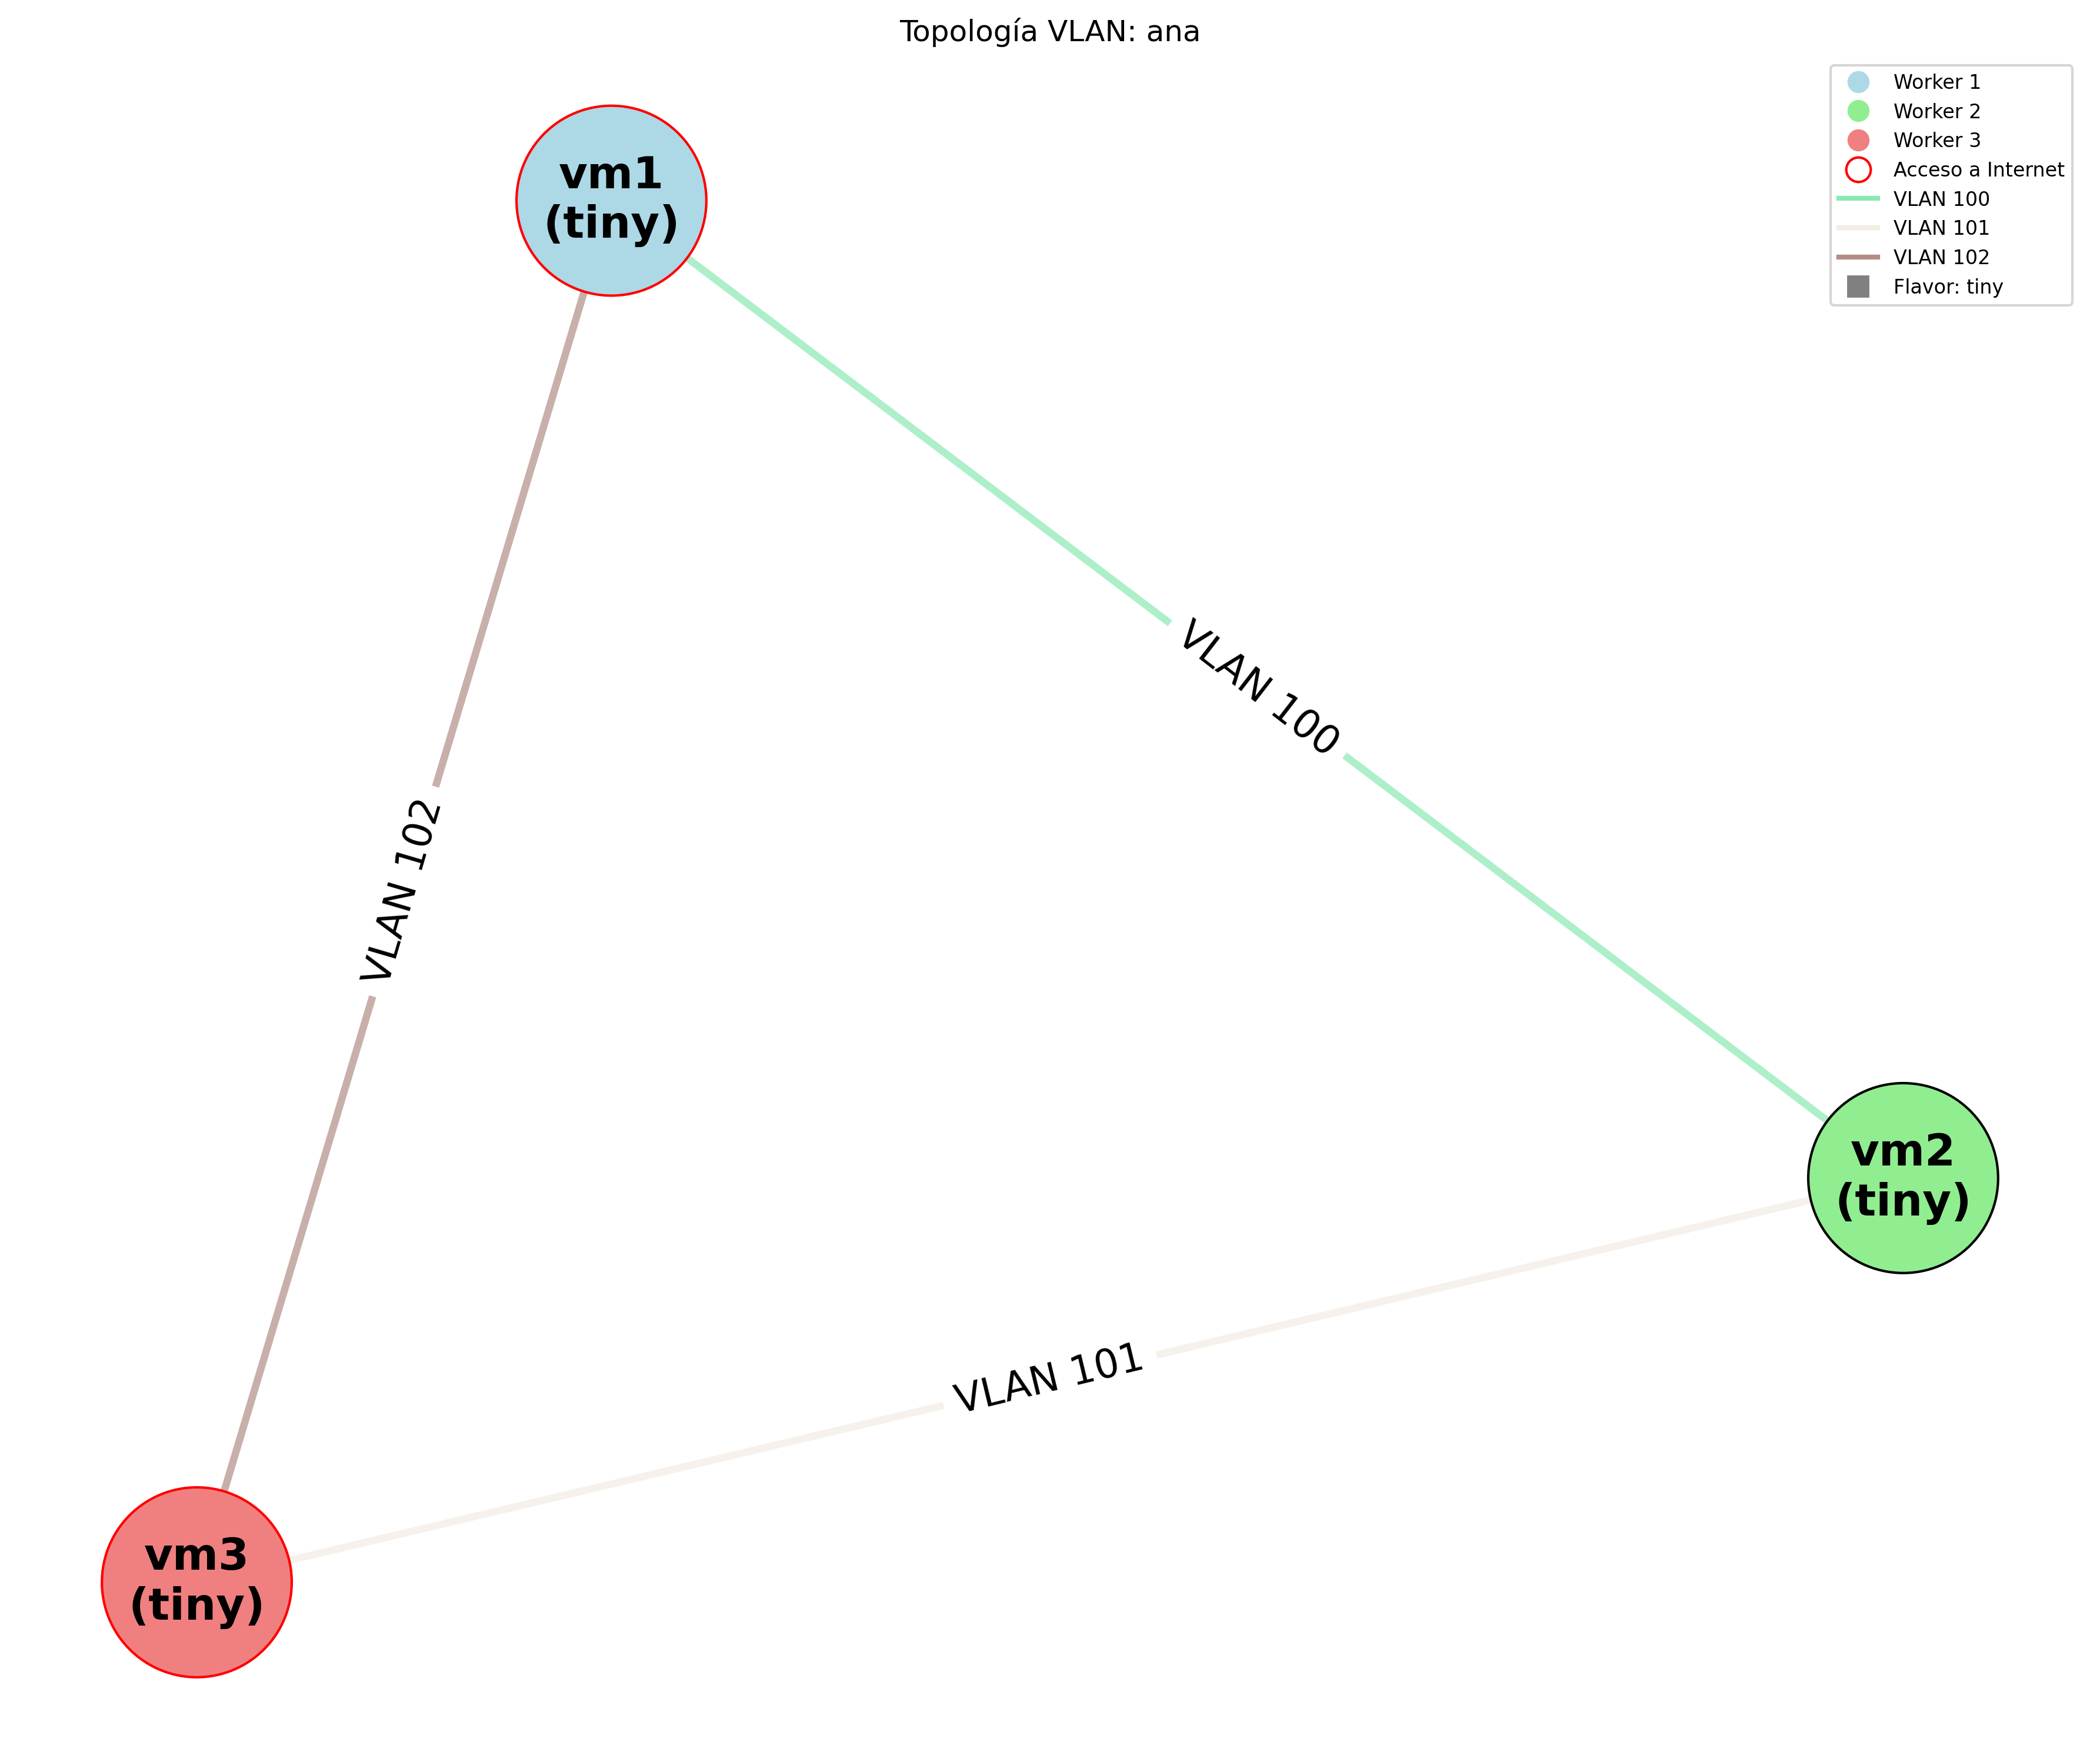 Topología VLAN: ana
Worker 1
Worker 2
Worker 3
Acceso a Internet
VLAN 100
VLAN 101
VLAN 102
Flavor: tiny
vm1
(tiny)
VLAN 100
VLAN 102
vm2
(tiny)
VLAN 101
vm3
(tiny)